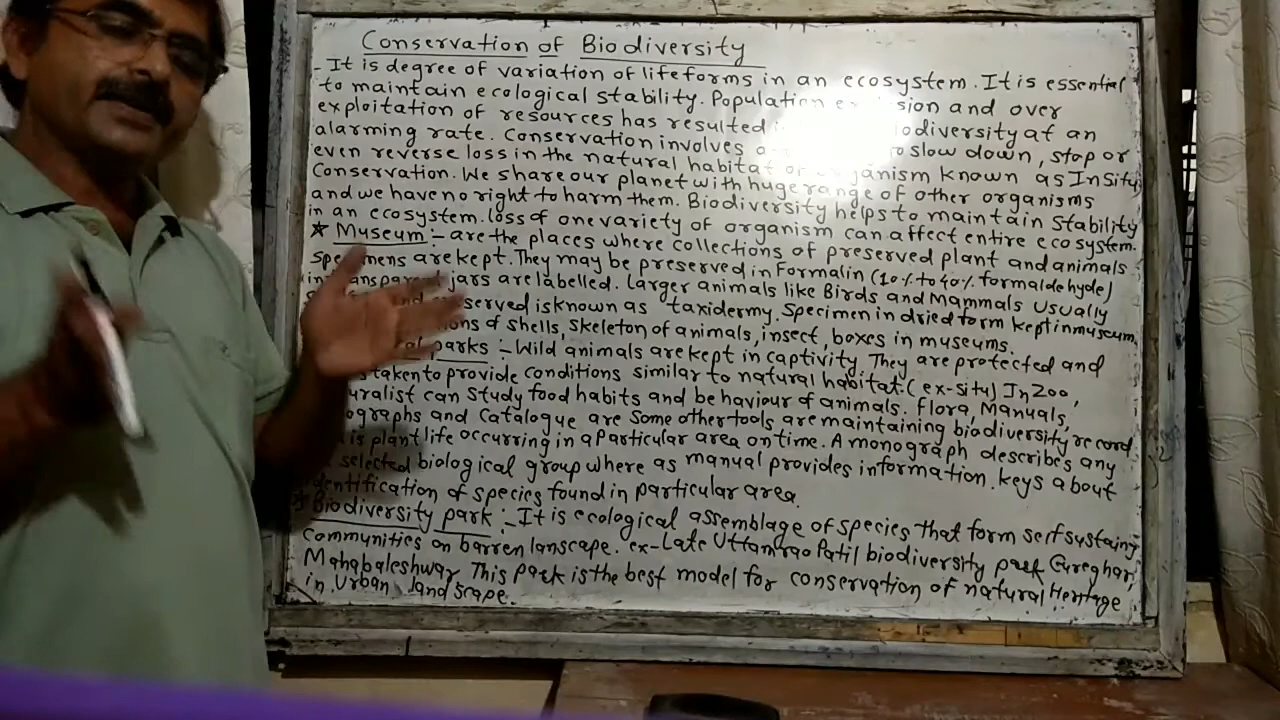 Conservation of Biodiversity
- It is degree of variation of lifeforms in an ecosystem. It is essential
to maintain ecological stability. Population and over
exploitation of resources has resulted iodiversity at an
alarming rate. Conservation involves to slow down, stop or
even reverse loss in the natural habitat or organism known as InSity
Conservation. We share our planet with huge range of other organisms
and we have no right to harm them. Biodiversity helps to maintain stability
in an ecosystem. loss of one variety of organism can affect entire ecosystem.
* Museum :- are the places where collections of preserved plant and animals
specimens are kept. They may be preserved in Formalin (10% to 40% formaldehyde)
in transparent jars are labelled. Larger animals like Birds and Mammals usually
served is known as taxidermy. Specimen in dried form kept in museum,
of shells, skeleton of animals, insect, boxes in museums.
parks :- Wild animals are kept in captivity. They are protected and
taken to provide conditions similar to natural habitat. (ex-situ) In Zoo,
uralist can study food habits and behaviour of animals. flora, Manuals,
ographs and Catalogye are some other tools are maintaining biodiversity record
is plant life occurring in a particular area on time. A monograph describes any
selected biological group where as manual provides information, keys about
identification of species found in particular area.
* Biodiversity park :- It is ecological assemblage of species that form self sustaing
communities on barren lanscape. ex- Late Uttamrao Patil biodiversity park Gureghar,
Mahabaleshwar. This park is the best model for conservation of natural Heritage
in Urban landscape.